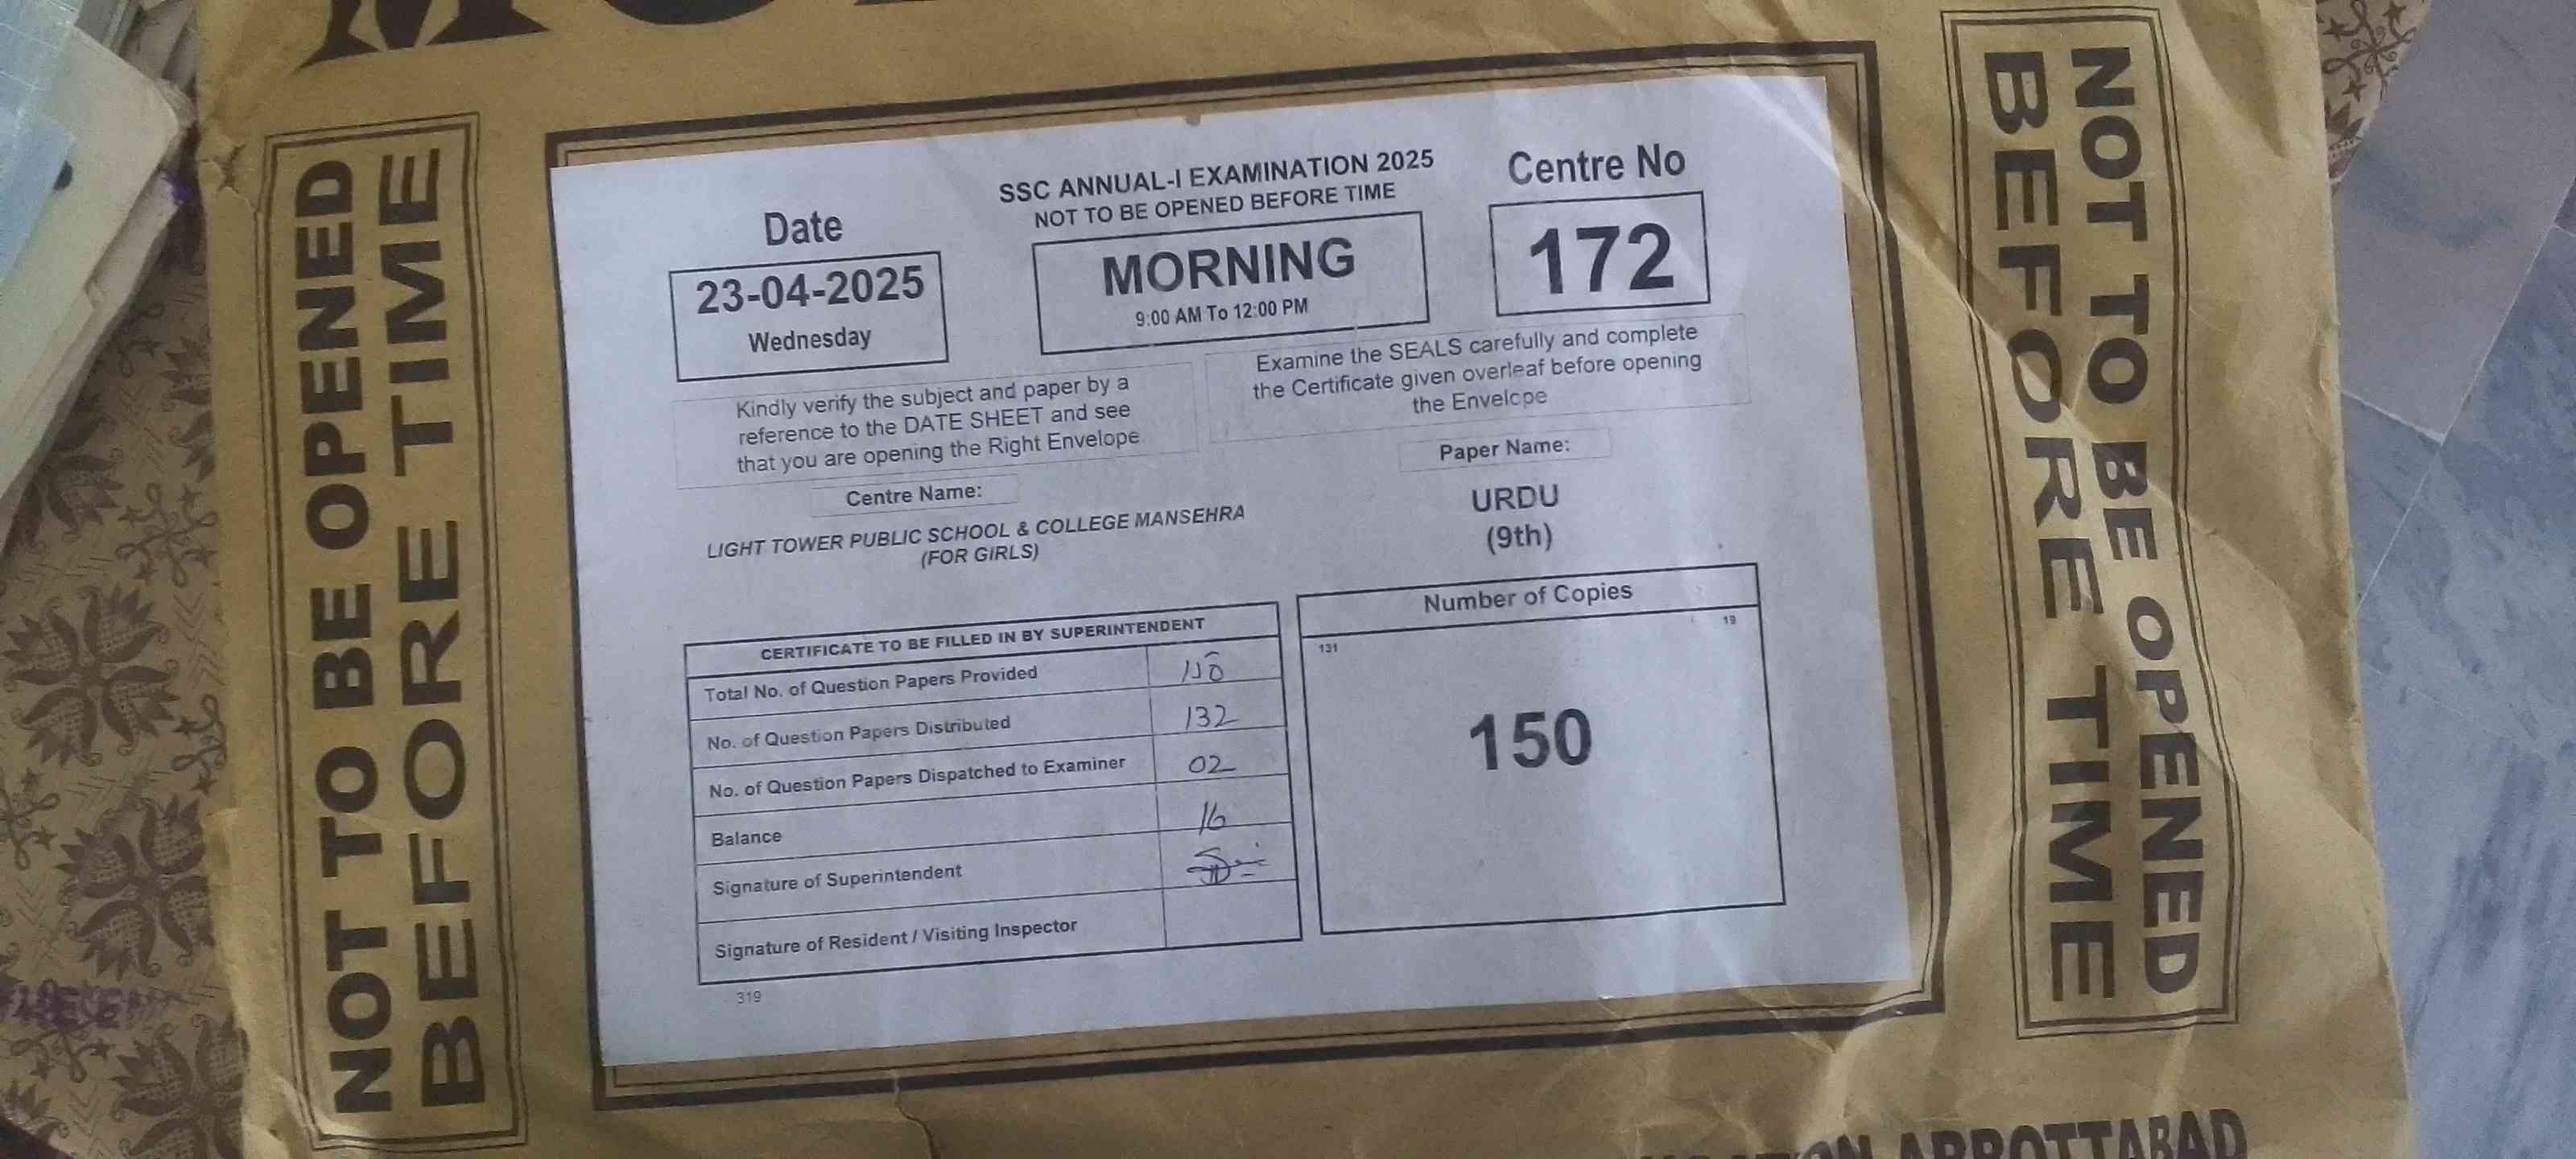 NOT TO BE OPENED
BEFORE TIME
SSC ANNUAL-I EXAMINATION 2025
NOT TO BE OPENED BEFORE TIME
Date
23-04-2025
Wednesday
MORNING
9:00 AM To 12:00 PM
Centre No
172
Kindly verify the subject and paper by a
reference to the DATE SHEET and see
that you are opening the Right Envelope
Examine the SEALS carefully and complete
the Certificate given overleaf before opening
the Envelope
Centre Name:
LIGHT TOWER PUBLIC SCHOOL & COLLEGE MANSEHRA
(FOR GIRLS)
Paper Name:
URDU
(9th)
CERTIFICATE TO BE FILLED IN BY SUPERINTENDENT
Total No. of Question Papers Provided 150
No. of Question Papers Distributed 132
No. of Question Papers Dispatched to Examiner 02
Balance 16
Signature of Superintendent
Signature of Resident / Visiting Inspector
319
Number of Copies
131 19
150
NOT TO BE OPENED
BEFORE TIME
ABBOTTABAD